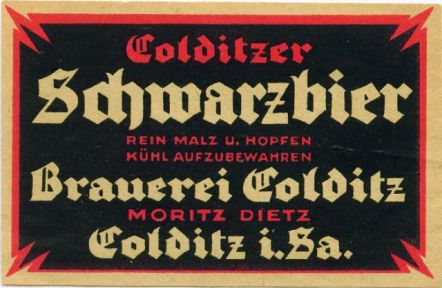 Colditzer
Schwarzbier
REIN MALZ U. HOPFEN
KÜHL AUFZUBEWAHREN
Brauerei Colditz
MORITZ DIETZ
Colditz i. Sa.